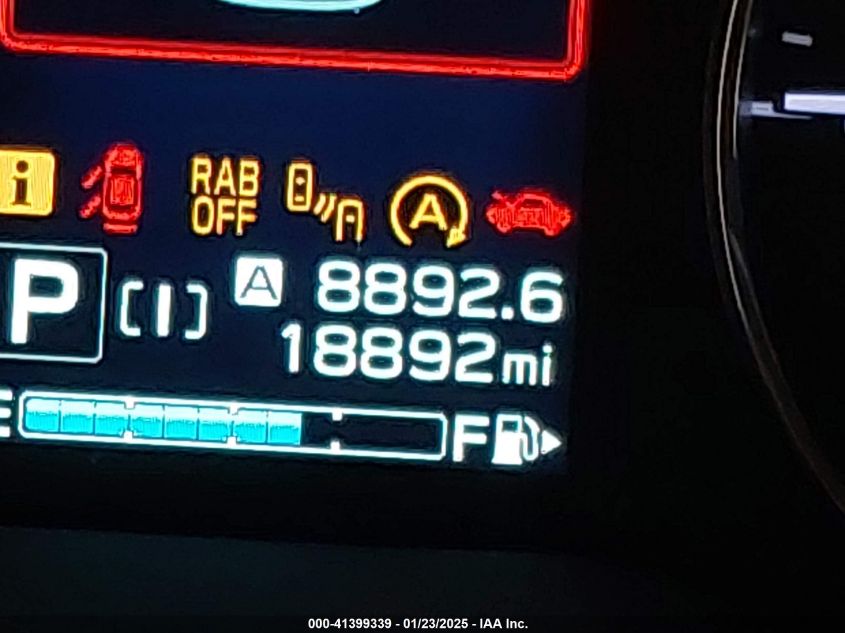 i
RAB
OFF
A
P
[I]
A 8892.6
18892mi
E F
000-41399339 - 01/23/2025 - IAA Inc.